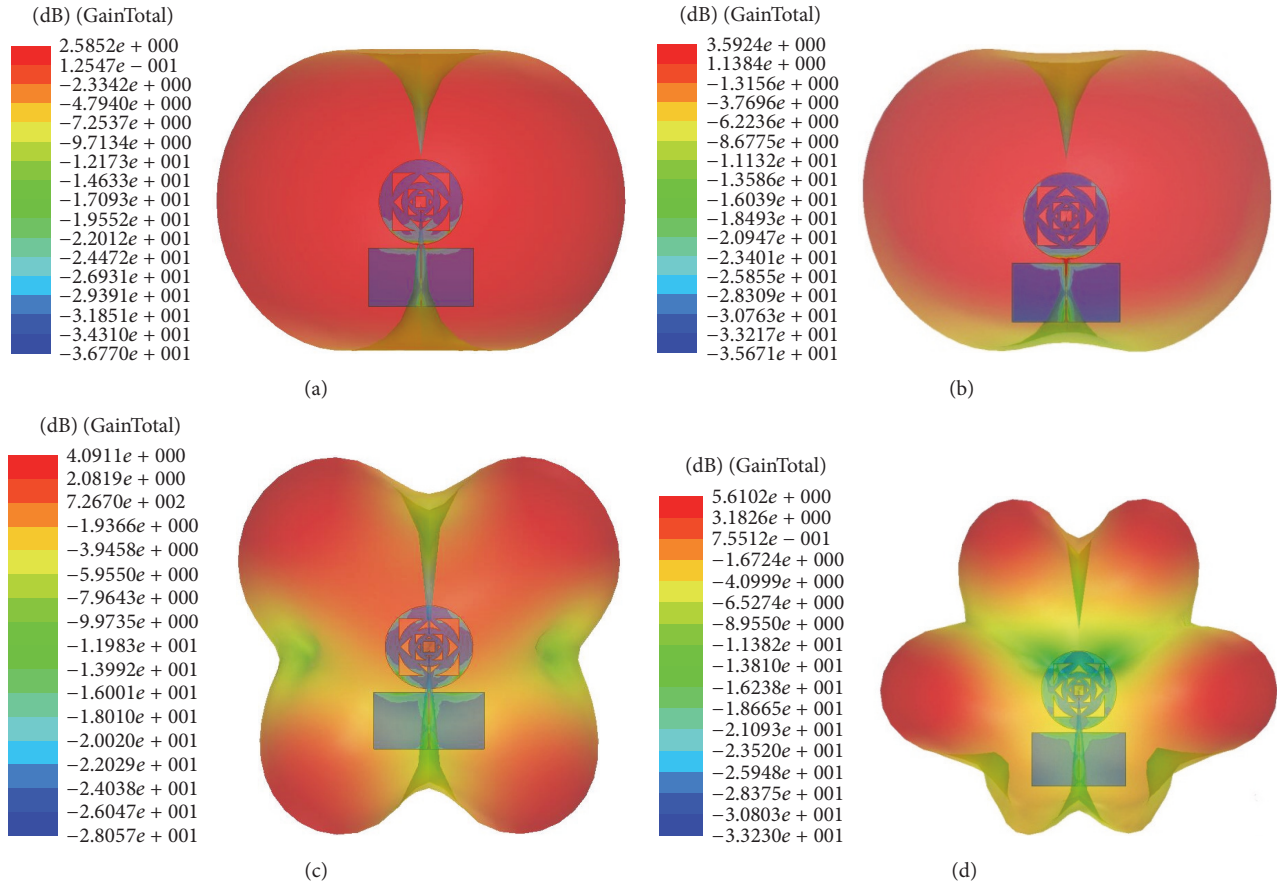 (dB) (GainTotal)
2.5852e + 000
1.2547e − 001
−2.3342e + 000
−4.7940e + 000
−7.2537e + 000
−9.7134e + 000
−1.2173e + 001
−1.4633e + 001
−1.7093e + 001
−1.9552e + 001
−2.2012e + 001
−2.4472e + 001
−2.6931e + 001
−2.9391e + 001
−3.1851e + 001
−3.4310e + 001
−3.6770e + 001
(a)
(dB) (GainTotal)
3.5924e + 000
1.1384e + 000
−1.3156e + 000
−3.7696e + 000
−6.2236e + 000
−8.6775e + 000
−1.1132e + 001
−1.3586e + 001
−1.6039e + 001
−1.8493e + 001
−2.0947e + 001
−2.3401e + 001
−2.5855e + 001
−2.8309e + 001
−3.0763e + 001
−3.3217e + 001
−3.5671e + 001
(b)
(dB) (GainTotal)
4.0911e + 000
2.0819e + 000
7.2670e + 002
−1.9366e + 000
−3.9458e + 000
−5.9550e + 000
−7.9643e + 000
−9.9735e + 000
−1.1983e + 001
−1.3992e + 001
−1.6001e + 001
−1.8010e + 001
−2.0020e + 001
−2.2029e + 001
−2.4038e + 001
−2.6047e + 001
−2.8057e + 001
(c)
(dB) (GainTotal)
5.6102e + 000
3.1826e + 000
7.5512e − 001
−1.6724e + 000
−4.0999e + 000
−6.5274e + 000
−8.9550e + 000
−1.1382e + 001
−1.3810e + 001
−1.6238e + 001
−1.8665e + 001
−2.1093e + 001
−2.3520e + 001
−2.5948e + 001
−2.8375e + 001
−3.0803e + 001
−3.3230e + 001
(d)